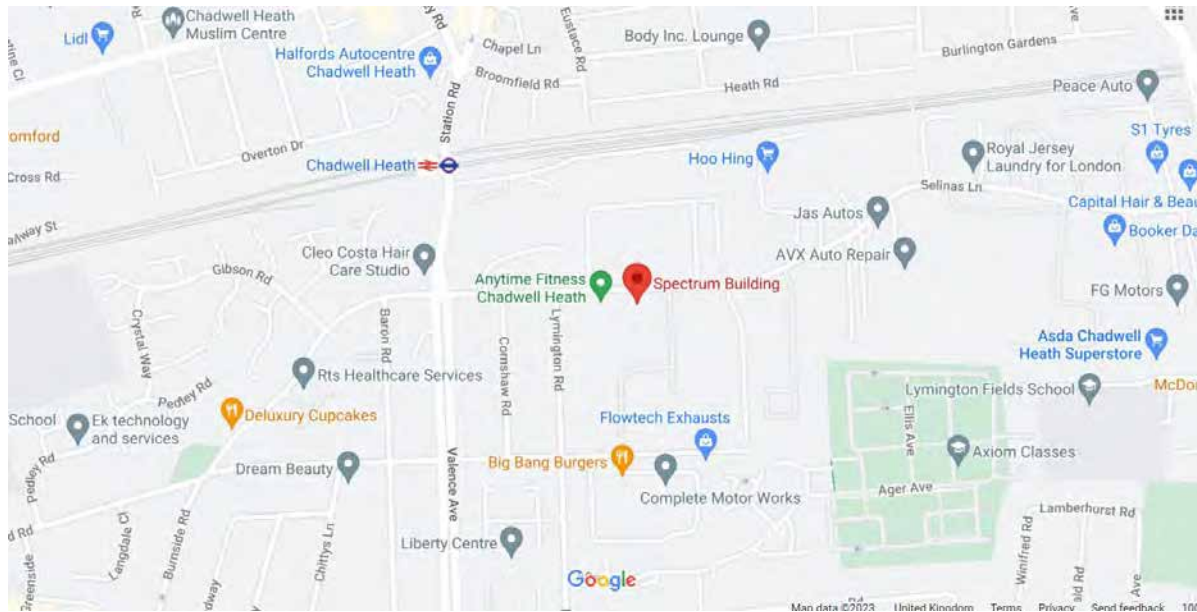 Chadwell Heath
Muslim Centre
Lidl
Halfords Autocentre
Chadwell Heath
Chapel Ln
Eustace Rd
Body Inc. Lounge
Burlington Gardens
Ave
Broomfield Rd
Heath Rd
Peace Auto
Station Rd
omford
Overton Dr
S1 Tyres
Cross Rd
Chadwell Heath
Hoo Hing
Royal Jersey
Laundry for London
Selinas Ln
Capital Hair & Beau
Jas Autos
Booker Da
Cleo Costa Hair
Care Studio
AVX Auto Repair
Gibson Rd
Anytime Fitness
Chadwell Heath
Spectrum Building
FG Motors
Crystal Way
Baron Rd
Cornshaw Rd
Lymington Rd
Asda Chadwell
Heath Superstore
Rts Healthcare Services
Lymington Fields School
McDo
Pedley Rd
School
Ek technology
and services
Deluxury Cupcakes
Flowtech Exhausts
Ellis Ave
Pedley Rd
Dream Beauty
Valence Ave
Big Bang Burgers
Axiom Classes
Complete Motor Works
Ager Ave
d Rd
Lamberhurst Rd
Langdale Cl
Burnside Rd
Chittys Ln
Liberty Centre
Winifred Rd
Greenside
Google
Map data ©2023 United Kingdom Terms Privacy Send feedback